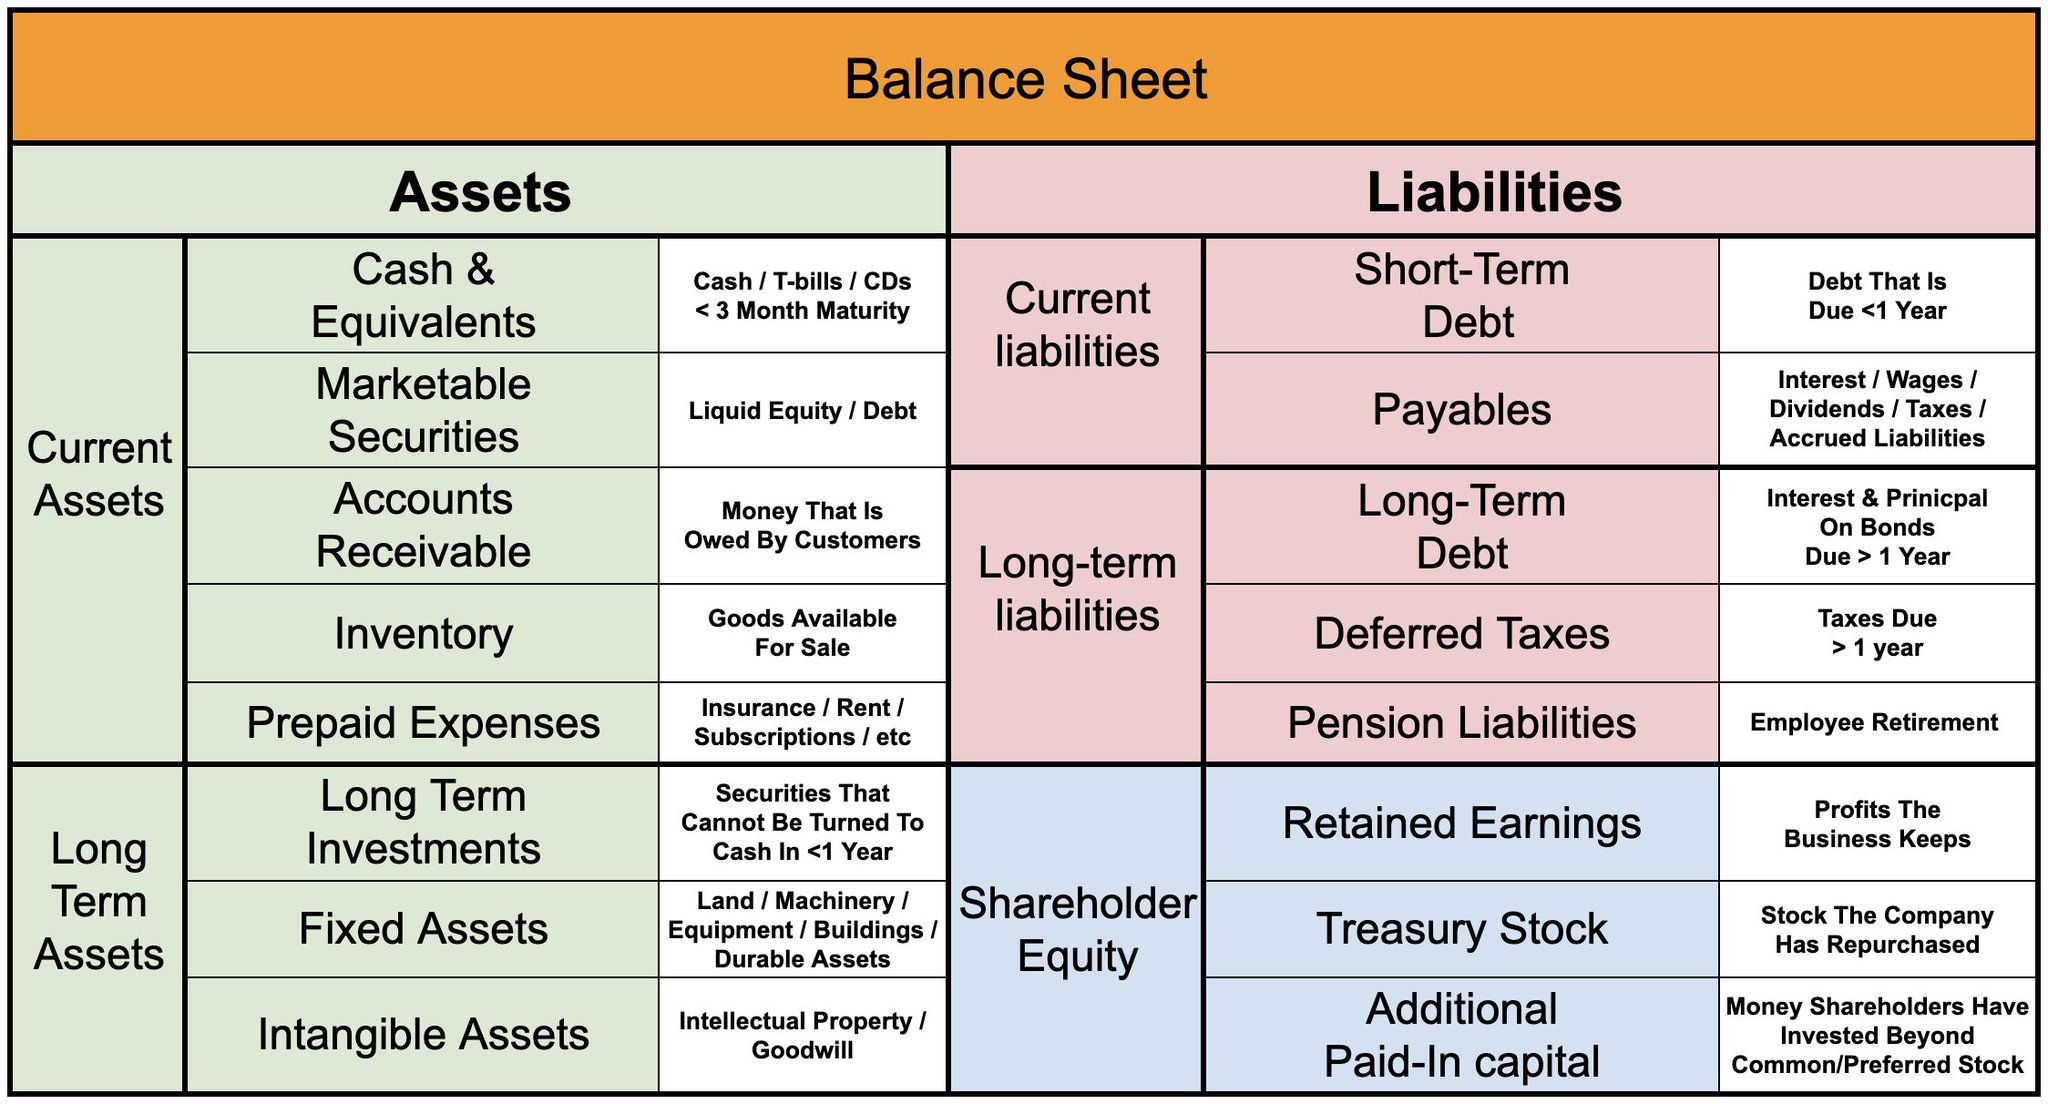 Balance Sheet
Assets
Liabilities
Current
Assets
Cash &
Equivalents
Cash / T-bills / CDs
< 3 Month Maturity
Marketable
Securities
Liquid Equity / Debt
Accounts
Receivable
Money That Is
Owed By Customers
Inventory
Goods Available
For Sale
Prepaid Expenses
Insurance / Rent /
Subscriptions / etc
Long
Term
Assets
Long Term
Investments
Securities That
Cannot Be Turned To
Cash In <1 Year
Fixed Assets
Land / Machinery /
Equipment / Buildings /
Durable Assets
Intangible Assets
Intellectual Property /
Goodwill
Current
liabilities
Short-Term
Debt
Debt That Is
Due <1 Year
Payables
Interest / Wages /
Dividends / Taxes /
Accrued Liabilities
Long-term
liabilities
Long-Term
Debt
Interest & Prinicpal
On Bonds
Due > 1 Year
Deferred Taxes
Taxes Due
> 1 year
Pension Liabilities
Employee Retirement
Shareholder
Equity
Retained Earnings
Profits The
Business Keeps
Treasury Stock
Stock The Company
Has Repurchased
Additional
Paid-In capital
Money Shareholders Have
Invested Beyond
Common/Preferred Stock